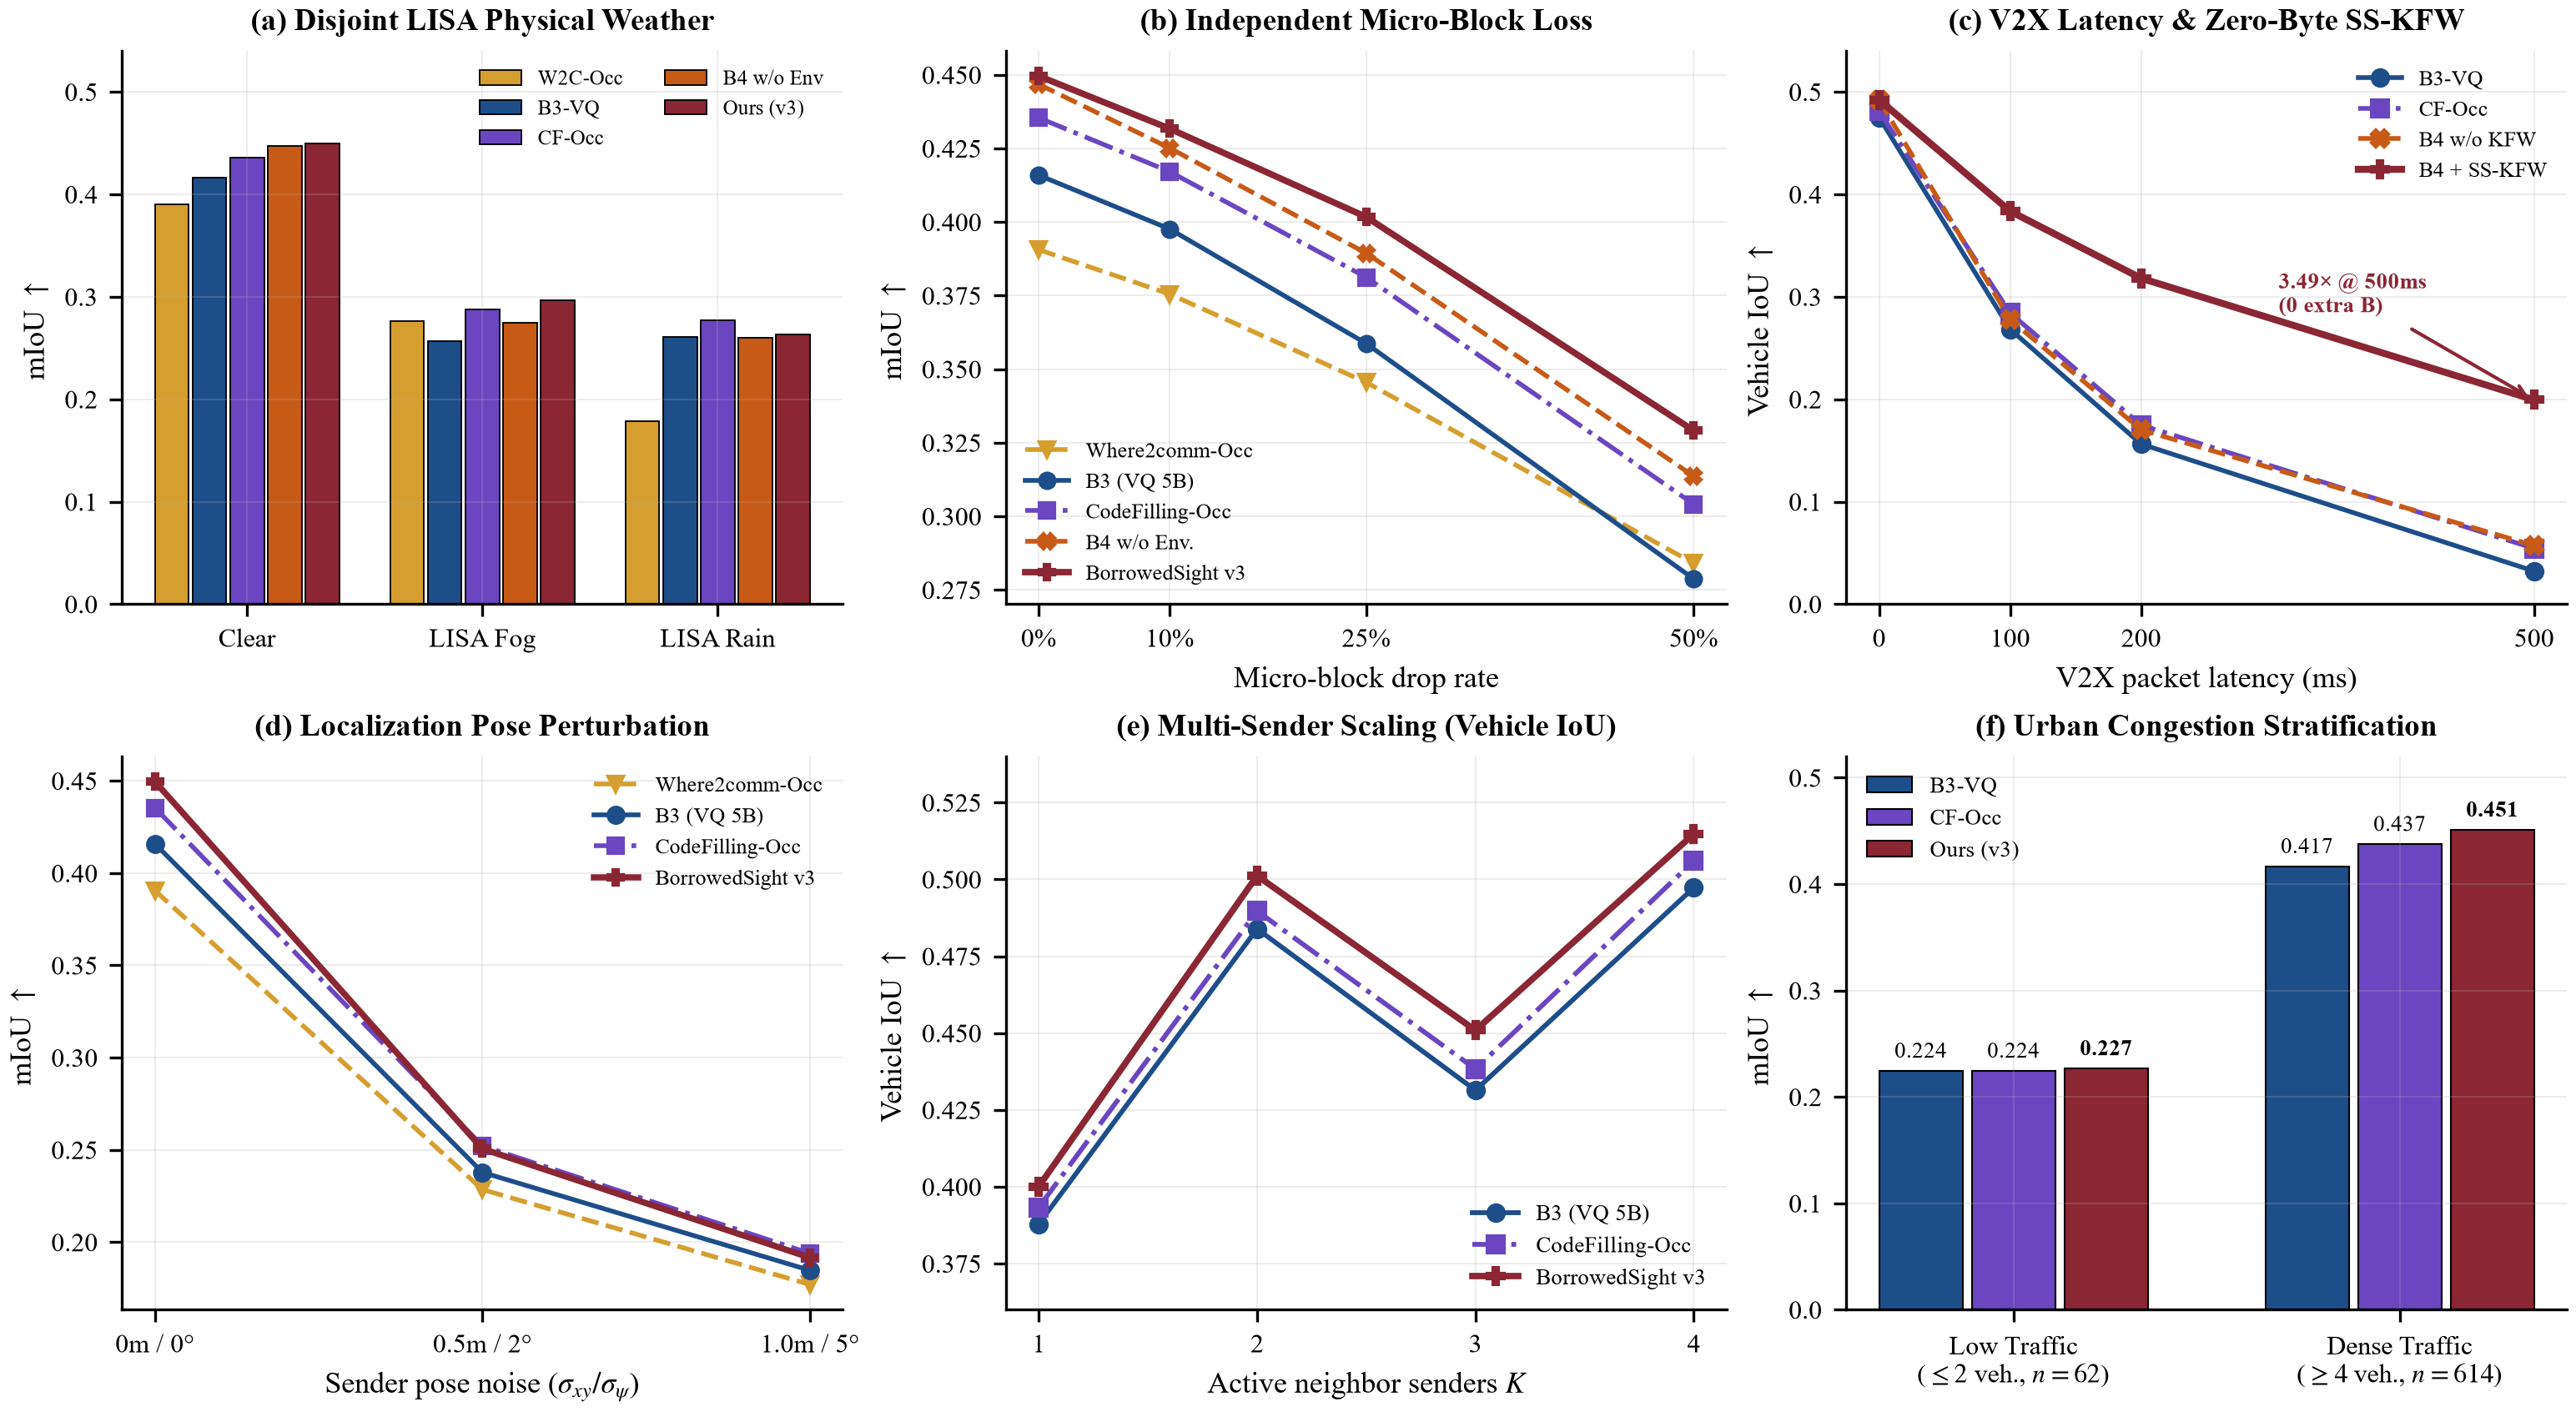 (a) Disjoint LISA Physical Weather
mIoU ↑
0.5
0.4
0.3
0.2
0.1
0.0
W2C-Occ
B3-VQ
CF-Occ
B4 w/o Env
Ours (v3)
Clear
LISA Fog
LISA Rain
(b) Independent Micro-Block Loss
mIoU ↑
0.450
0.425
0.400
0.375
0.350
0.325
0.300
0.275
Where2comm-Occ
B3 (VQ 5B)
CodeFilling-Occ
B4 w/o Env.
BorrowedSight v3
0%
10%
25%
50%
Micro-block drop rate
(c) V2X Latency & Zero-Byte SS-KFW
Vehicle IoU ↑
0.5
0.4
0.3
0.2
0.1
0.0
B3-VQ
CF-Occ
B4 w/o KFW
B4 + SS-KFW
3.49× @ 500ms
(0 extra B)
0
100
200
500
V2X packet latency (ms)
(d) Localization Pose Perturbation
mIoU ↑
0.45
0.40
0.35
0.30
0.25
0.20
Where2comm-Occ
B3 (VQ 5B)
CodeFilling-Occ
BorrowedSight v3
0m / 0°
0.5m / 2°
1.0m / 5°
Sender pose noise (σxy/σψ)
(e) Multi-Sender Scaling (Vehicle IoU)
Vehicle IoU ↑
0.525
0.500
0.475
0.450
0.425
0.400
0.375
B3 (VQ 5B)
CodeFilling-Occ
BorrowedSight v3
1
2
3
4
Active neighbor senders K
(f) Urban Congestion Stratification
mIoU ↑
0.5
0.4
0.3
0.2
0.1
0.0
B3-VQ
CF-Occ
Ours (v3)
0.224
0.224
0.227
0.417
0.437
0.451
Low Traffic
(≤2 veh., n = 62)
Dense Traffic
(≥4 veh., n = 614)